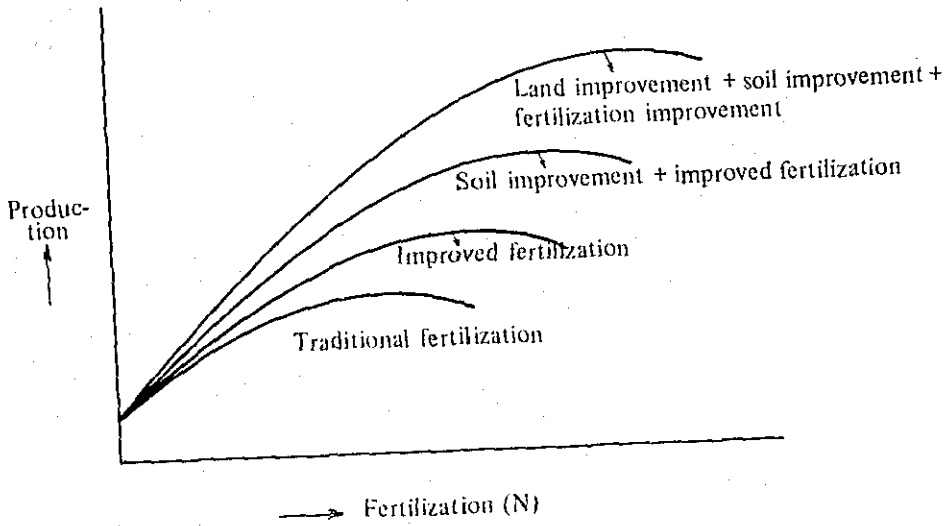 Land improvement + soil improvement +
fertilization improvement
Soil improvement + improved fertilization
Produc-
tion
Improved fertilization
Traditional fertilization
Fertilization (N)